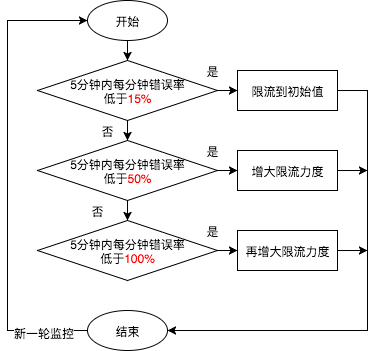 开始
5分钟内每分钟错误率
低于15%
是
限流到初始值
否
5分钟内每分钟错误率
低于50%
是
增大限流力度
否
5分钟内每分钟错误率
低于100%
是
再增大限流力度
新一轮监控
结束